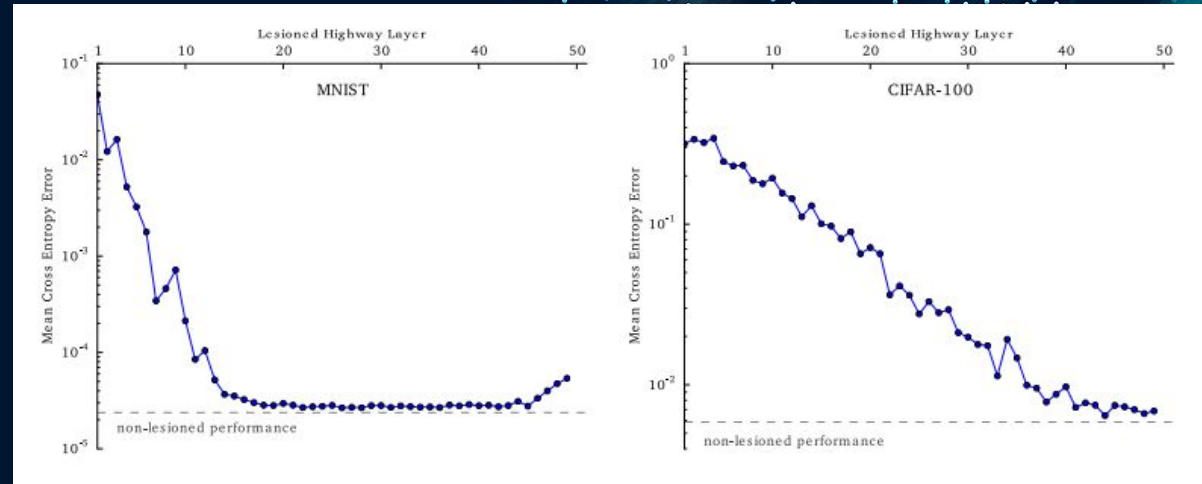 Lesioned Highway Layer
1 10 20 30 40 50
10⁻¹
MNIST
10⁻²
10⁻³
10⁻⁴
10⁻⁵
Mean Cross Entropy Error
non-lesioned performance
Lesioned Highway Layer
1 10 20 30 40 50
10⁰
CIFAR-100
10⁻¹
10⁻²
Mean Cross Entropy Error
non-lesioned performance